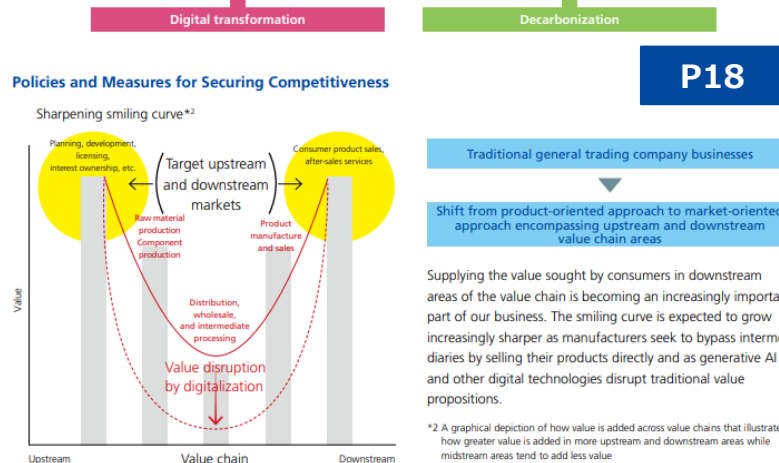 Digital transformation
Decarbonization
Policies and Measures for Securing Competitiveness
P18
Sharpening smiling curve*2
Planning, development,
licensing,
interest ownership, etc.
Target upstream
and downstream
markets
Consumer product sales,
after-sales services
Raw material
production
Component
production
Product
manufacture
and sales
Distribution,
wholesale,
and intermediate
processing
Value disruption
by digitalization
Value
Upstream
Value chain
Downstream
Traditional general trading company businesses
Shift from product-oriented approach to market-oriented
approach encompassing upstream and downstream
value chain areas
Supplying the value sought by consumers in downstream
areas of the value chain is becoming an increasingly importa
part of our business. The smiling curve is expected to grow
increasingly sharper as manufacturers seek to bypass interme
diaries by selling their products directly and as generative AI
and other digital technologies disrupt traditional value
propositions.
*2 A graphical depiction of how value is added across value chains that illustrate
how greater value is added in more upstream and downstream areas while
midstream areas tend to add less value